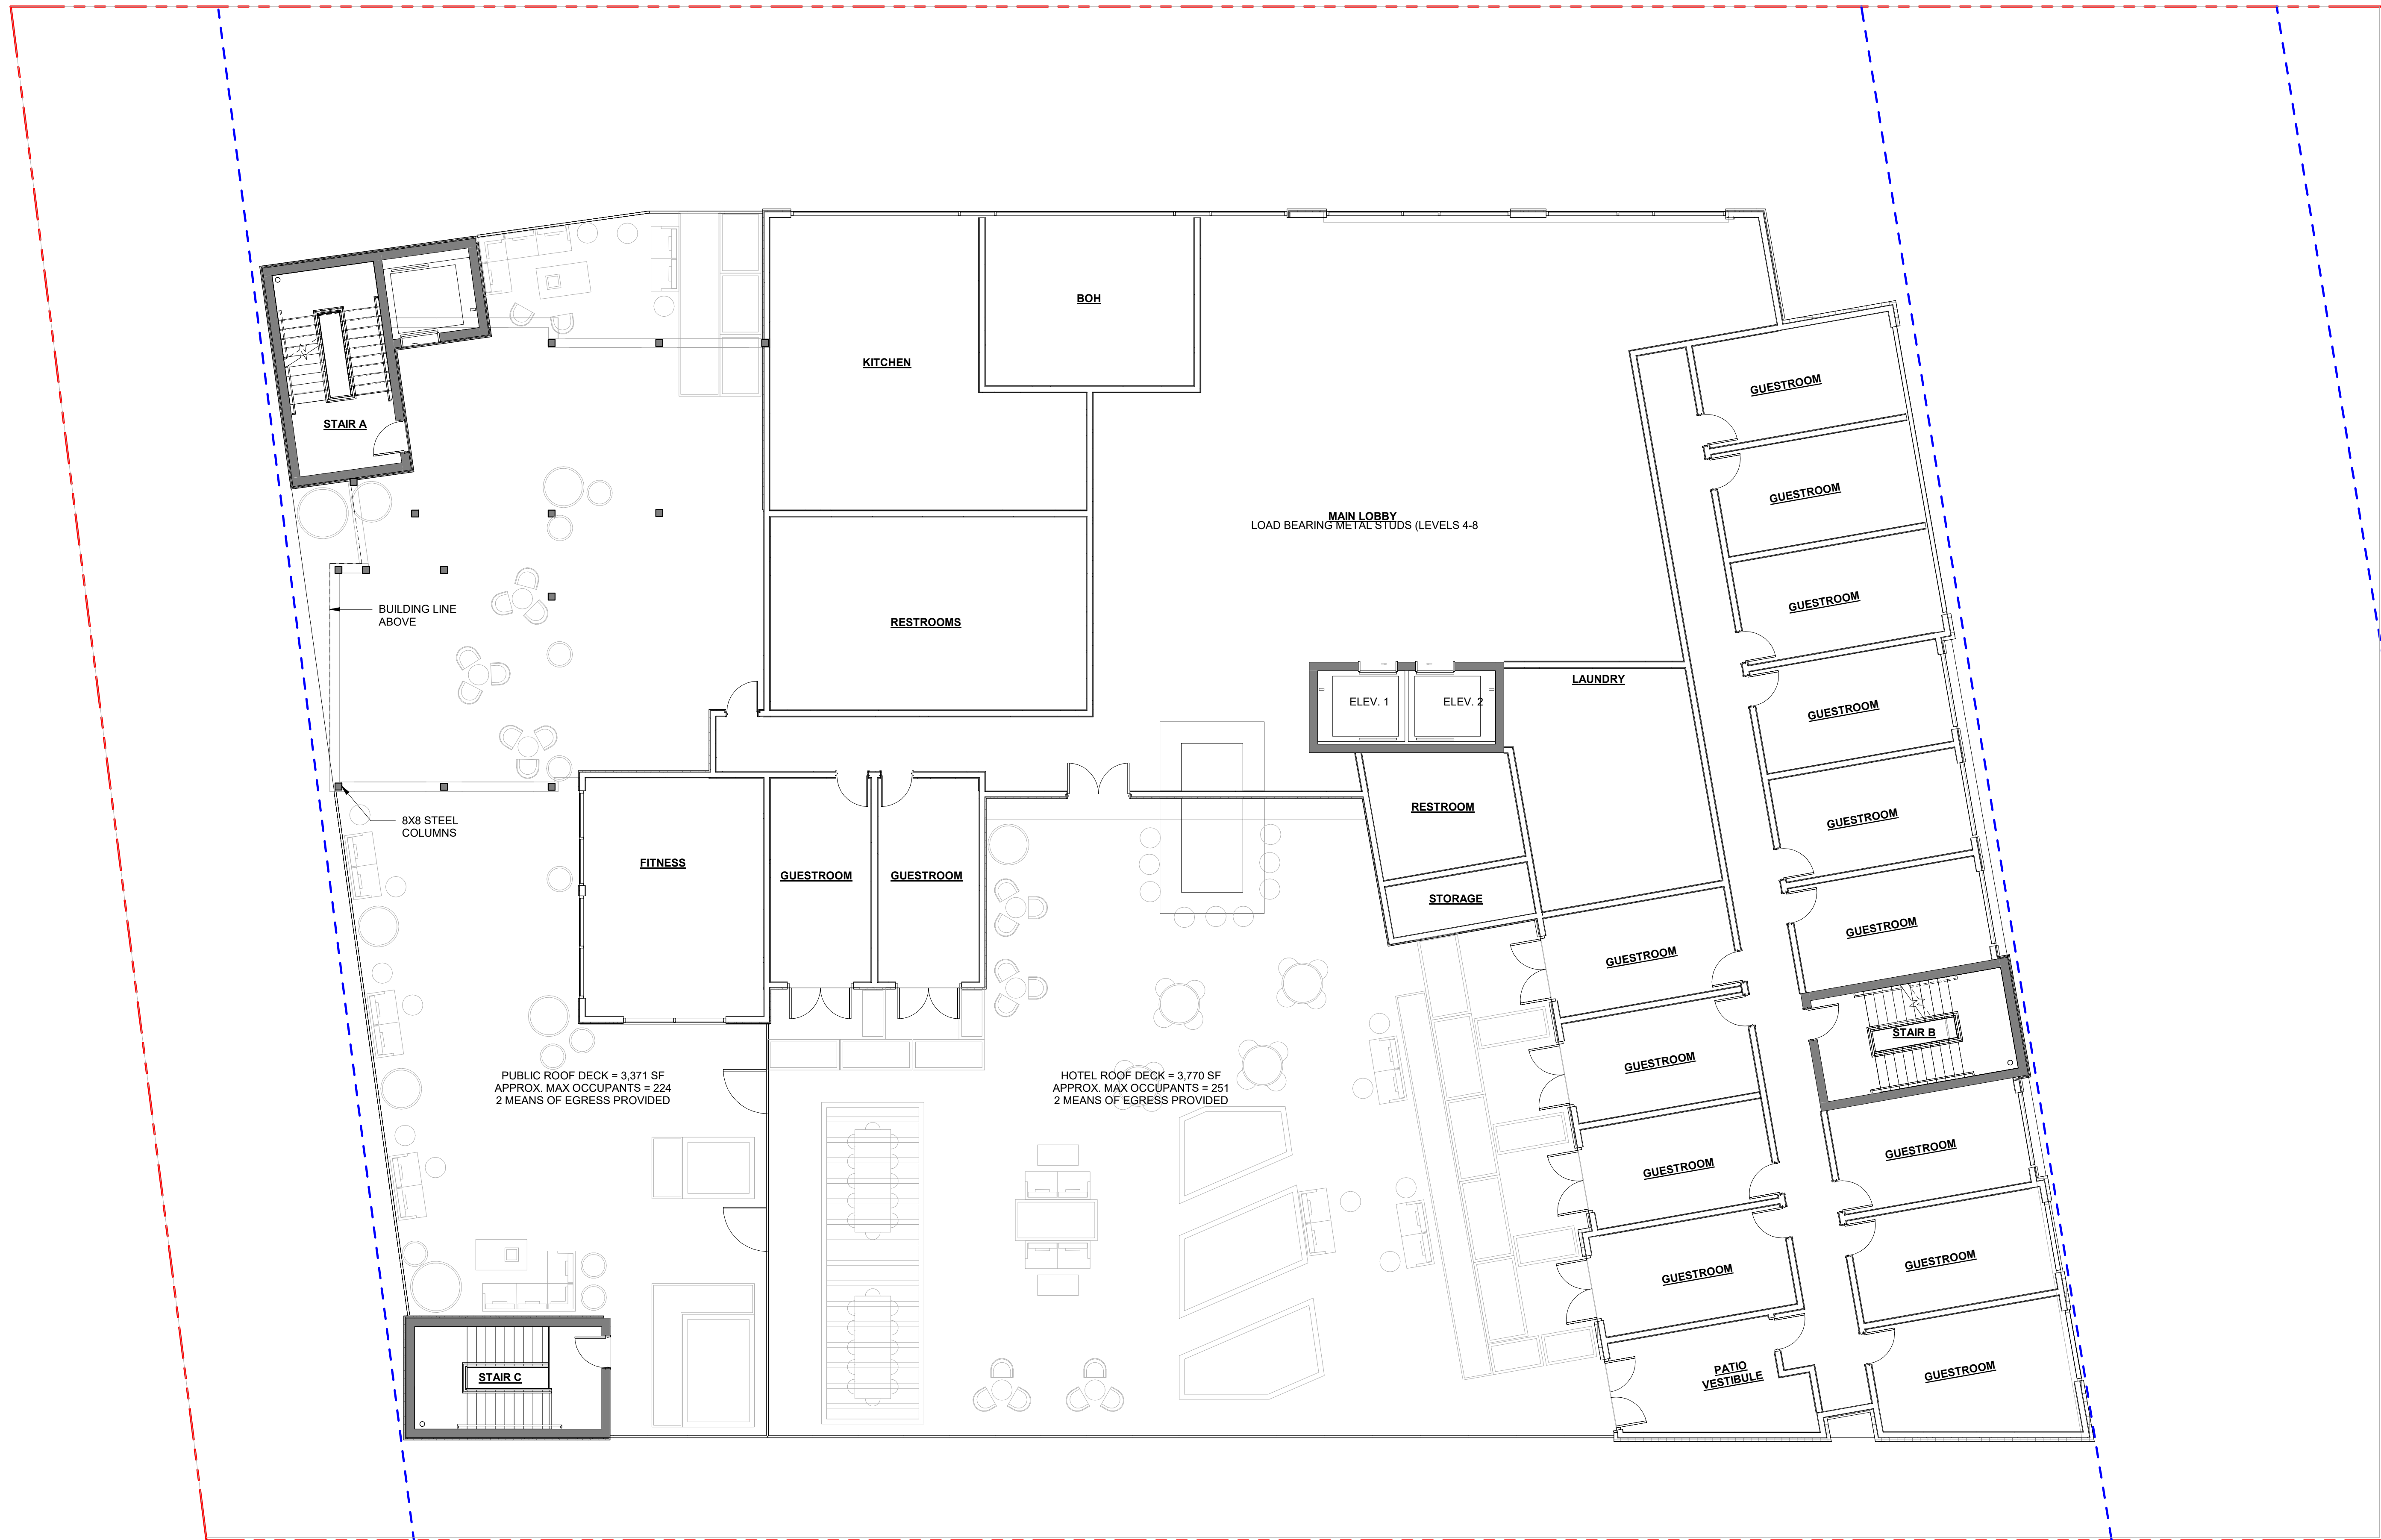 BOH
KITCHEN
GUESTROOM
STAIR A
GUESTROOM
MAIN LOBBY
LOAD BEARING METAL STUDS (LEVELS 4-8
GUESTROOM
BUILDING LINE
ABOVE
RESTROOMS
LAUNDRY
ELEV. 1
ELEV. 2
GUESTROOM
RESTROOM
8X8 STEEL
COLUMNS
GUESTROOM
FITNESS
GUESTROOM
GUESTROOM
STORAGE
GUESTROOM
GUESTROOM
STAIR B
GUESTROOM
PUBLIC ROOF DECK = 3,371 SF
APPROX. MAX OCCUPANTS = 224
2 MEANS OF EGRESS PROVIDED
HOTEL ROOF DECK = 3,770 SF
APPROX. MAX OCCUPANTS = 251
2 MEANS OF EGRESS PROVIDED
GUESTROOM
GUESTROOM
GUESTROOM
GUESTROOM
STAIR C
PATIO
VESTIBULE
GUESTROOM